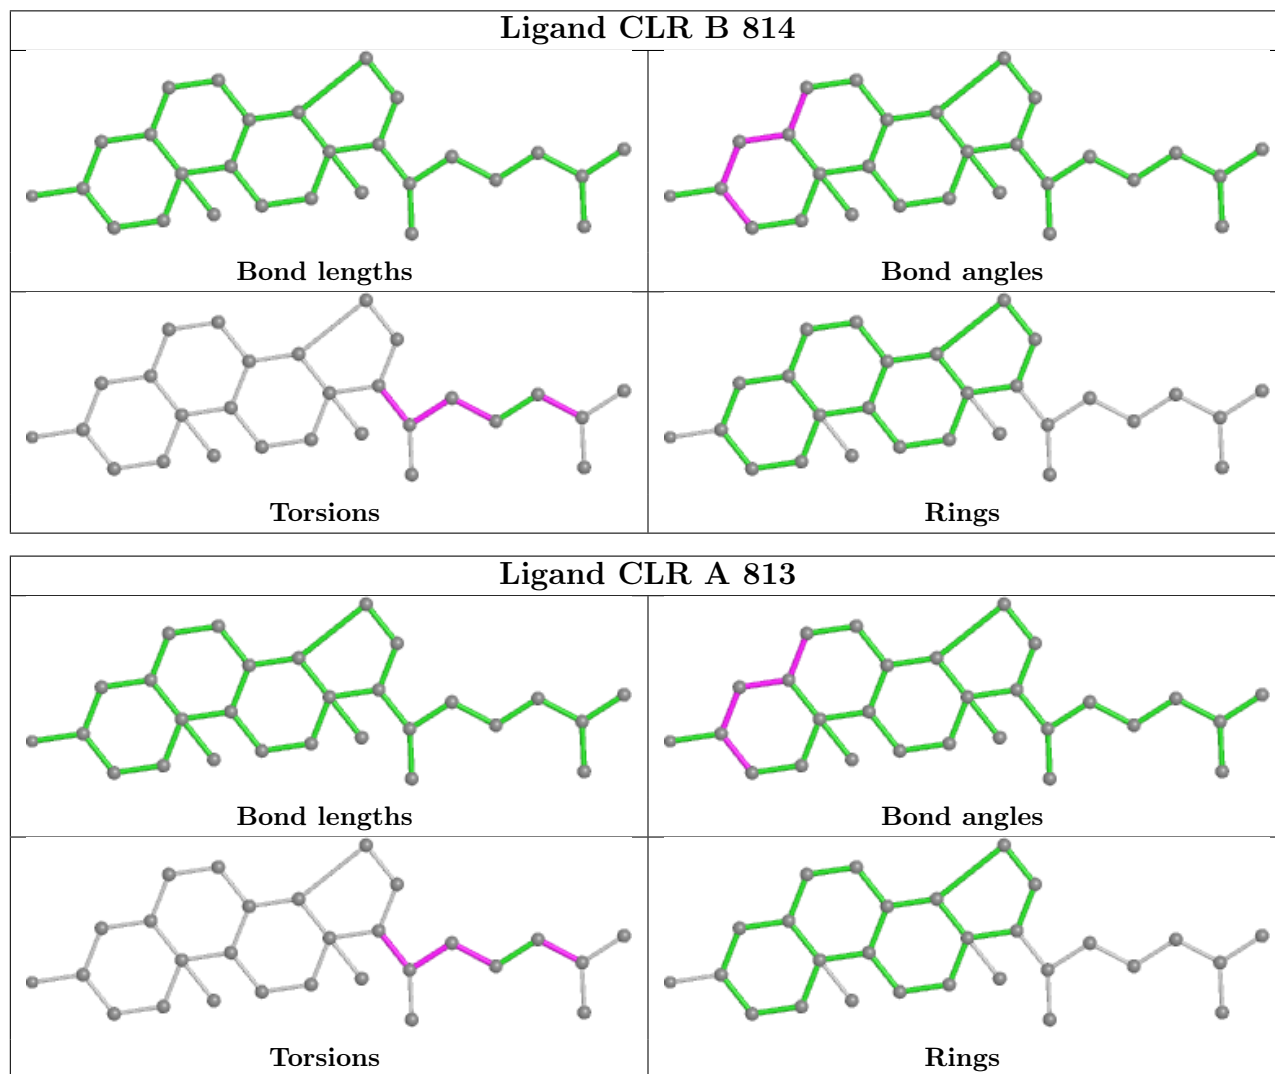 Ligand CLR B 814
Bond lengths
Bond angles
Torsions
Rings
Ligand CLR A 813
Bond lengths
Bond angles
Torsions
Rings